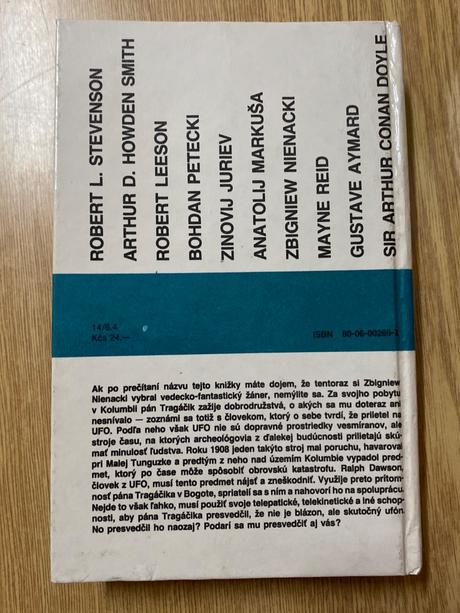 ROBERT L. STEVENSON
ARTHUR D. HOWDEN SMITH
ROBERT LEESON
BOHDAN PETECKI
ZINOVIJ JURIEV
ANATOLIJ MARKUŠA
ZBIGNIEW NIENACKI
MAYNE REID
GUSTAVE AYMARD
SIR ARTHUR CONAN DOYLE
14/6,4
Kčs 24,—
ISBN
Ak po prečítaní názvu tejto knižky máte dojem, že tentoraz si Zbigniew
Nienacki vybral vedecko-fantastický žáner, nemýlite sa. Za svojho pobytu
v Kolumbii pán Tragáčik zažije dobrodružstvá, o akých sa mu doteraz ani
nesnívalo — zoznámi sa totiž s človekom, ktorý o sebe tvrdí, že priletel na
UFO. Podľa neho však UFO nie sú dopravné prostriedky vesmíranov, ale
stroje času, na ktorých archeológovia z ďalekej budúcnosti prilietajú skú-
mať minulosť ľudstva. Roku 1908 jeden takýto stroj mal poruchu, havaroval
pri Malej Tunguzke a predtým z neho nad územím Kolumbie vypadol pred-
met, ktorý po čase môže spôsobiť obrovskú katastrofu. Ralph Dawson,
človek z UFO, musí tento predmet nájsť a zneškodniť. Využije preto prítom-
nosť pána Tragáčika v Bogote, spriatelí sa s ním a nahovorí ho na spoluprácu.
Nejde to však ľahko, musí použiť svoje telepatické, telekinetické a iné schop-
nosti, aby pána Tragáčika presvedčil, že nie je blázon, ale skutočný ufón.
No presvedčil ho naozaj? Podarí sa mu presvedčiť aj vás?